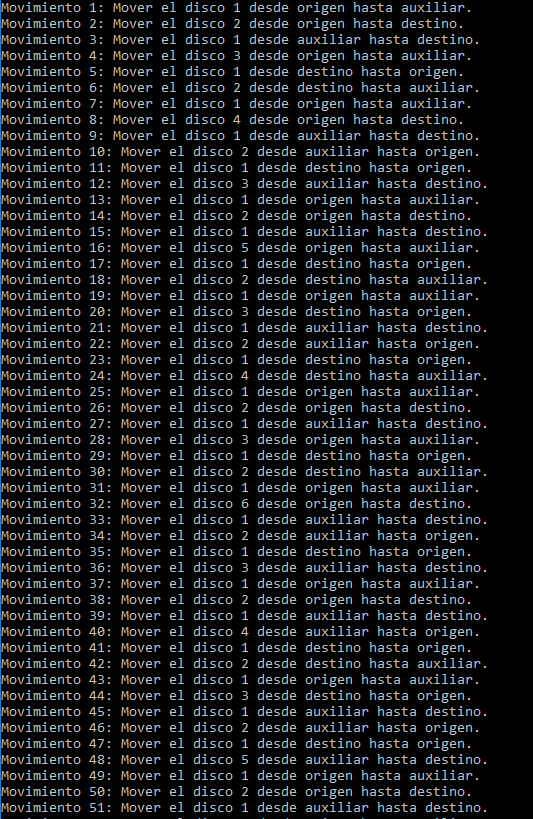 Movimiento 1: Mover el disco 1 desde origen hasta auxiliar.
Movimiento 2: Mover el disco 2 desde origen hasta destino.
Movimiento 3: Mover el disco 1 desde auxiliar hasta destino.
Movimiento 4: Mover el disco 3 desde origen hasta auxiliar.
Movimiento 5: Mover el disco 1 desde destino hasta origen.
Movimiento 6: Mover el disco 2 desde destino hasta auxiliar.
Movimiento 7: Mover el disco 1 desde origen hasta auxiliar.
Movimiento 8: Mover el disco 4 desde origen hasta destino.
Movimiento 9: Mover el disco 1 desde auxiliar hasta destino.
Movimiento 10: Mover el disco 2 desde auxiliar hasta origen.
Movimiento 11: Mover el disco 1 desde destino hasta origen.
Movimiento 12: Mover el disco 3 desde auxiliar hasta destino.
Movimiento 13: Mover el disco 1 desde origen hasta auxiliar.
Movimiento 14: Mover el disco 2 desde origen hasta destino.
Movimiento 15: Mover el disco 1 desde auxiliar hasta destino.
Movimiento 16: Mover el disco 5 desde origen hasta auxiliar.
Movimiento 17: Mover el disco 1 desde destino hasta origen.
Movimiento 18: Mover el disco 2 desde destino hasta auxiliar.
Movimiento 19: Mover el disco 1 desde origen hasta auxiliar.
Movimiento 20: Mover el disco 3 desde destino hasta origen.
Movimiento 21: Mover el disco 1 desde auxiliar hasta destino.
Movimiento 22: Mover el disco 2 desde auxiliar hasta origen.
Movimiento 23: Mover el disco 1 desde destino hasta origen.
Movimiento 24: Mover el disco 4 desde destino hasta auxiliar.
Movimiento 25: Mover el disco 1 desde origen hasta auxiliar.
Movimiento 26: Mover el disco 2 desde origen hasta destino.
Movimiento 27: Mover el disco 1 desde auxiliar hasta destino.
Movimiento 28: Mover el disco 3 desde origen hasta auxiliar.
Movimiento 29: Mover el disco 1 desde destino hasta origen.
Movimiento 30: Mover el disco 2 desde destino hasta auxiliar.
Movimiento 31: Mover el disco 1 desde origen hasta auxiliar.
Movimiento 32: Mover el disco 6 desde origen hasta destino.
Movimiento 33: Mover el disco 1 desde auxiliar hasta destino.
Movimiento 34: Mover el disco 2 desde auxiliar hasta origen.
Movimiento 35: Mover el disco 1 desde destino hasta origen.
Movimiento 36: Mover el disco 3 desde auxiliar hasta destino.
Movimiento 37: Mover el disco 1 desde origen hasta auxiliar.
Movimiento 38: Mover el disco 2 desde origen hasta destino.
Movimiento 39: Mover el disco 1 desde auxiliar hasta destino.
Movimiento 40: Mover el disco 4 desde auxiliar hasta origen.
Movimiento 41: Mover el disco 1 desde destino hasta origen.
Movimiento 42: Mover el disco 2 desde destino hasta auxiliar.
Movimiento 43: Mover el disco 1 desde origen hasta auxiliar.
Movimiento 44: Mover el disco 3 desde destino hasta origen.
Movimiento 45: Mover el disco 1 desde auxiliar hasta destino.
Movimiento 46: Mover el disco 2 desde auxiliar hasta origen.
Movimiento 47: Mover el disco 1 desde destino hasta origen.
Movimiento 48: Mover el disco 5 desde auxiliar hasta destino.
Movimiento 49: Mover el disco 1 desde origen hasta auxiliar.
Movimiento 50: Mover el disco 2 desde origen hasta destino.
Movimiento 51: Mover el disco 1 desde auxiliar hasta destino.